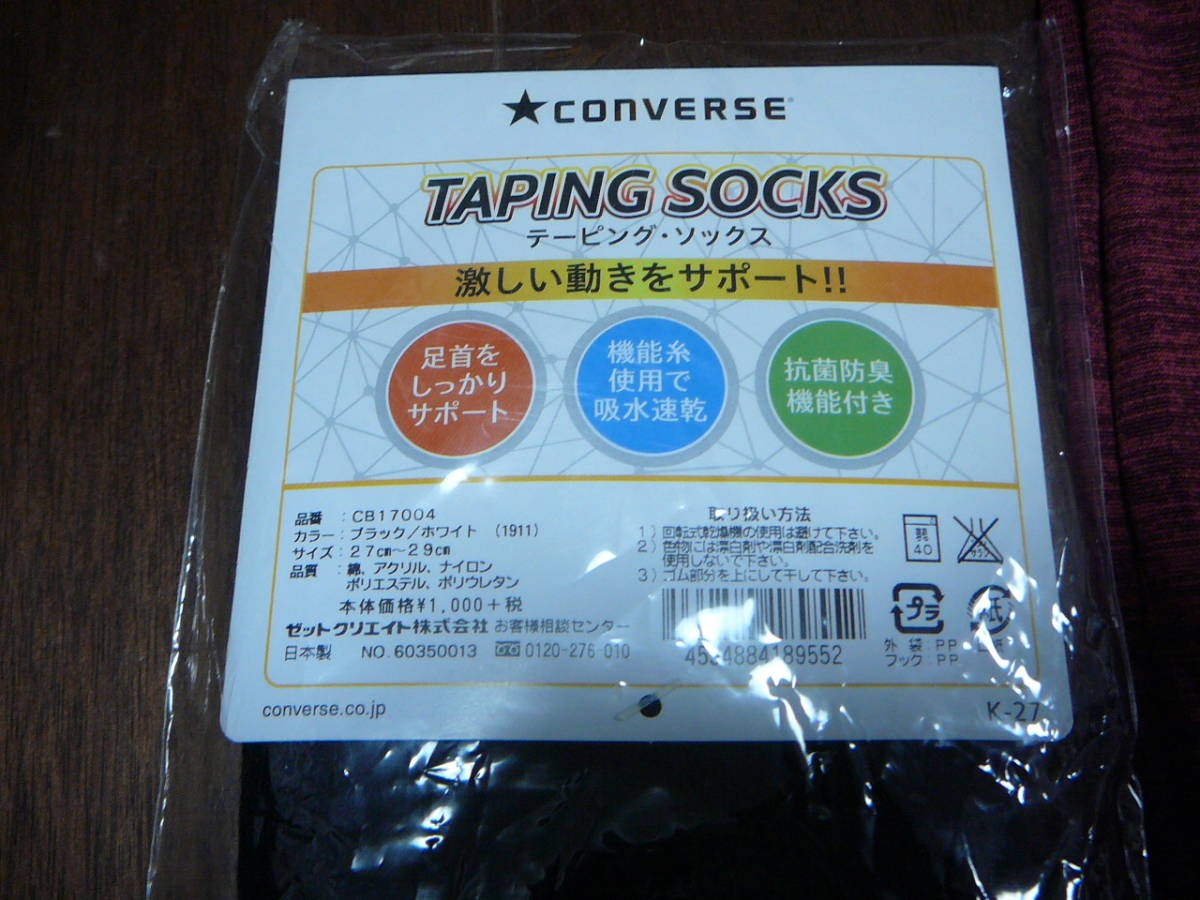 ★CONVERSE
TAPING SOCKS
テーピング・ソックス
激しい動きをサポート!!
足首を
しっかり
サポート
機能糸
使用で
吸水速乾
抗菌防臭
機能付き
品番 : CB17004
カラー : ブラック/ホワイト (1911)
サイズ : 27cm~29cm
品質 : 綿、アクリル、ナイロン
ポリエステル、ポリウレタン
本体価格¥1,000+税
ゼットクリエイト株式会社 お客様相談センター
日本製 NO.60350013 0120-276-010
取り扱い方法
1) 回転式乾燥機の使用は避けて下さい。
2) 色物には漂白剤や漂白剤配合洗剤を
使用しないで下さい。
3) ゴム部分を上にして干して下さい。
弱
40
サラシ
4534884189552
プラ
外袋:PP
フック:PP
紙
converse.co.jp
K-27